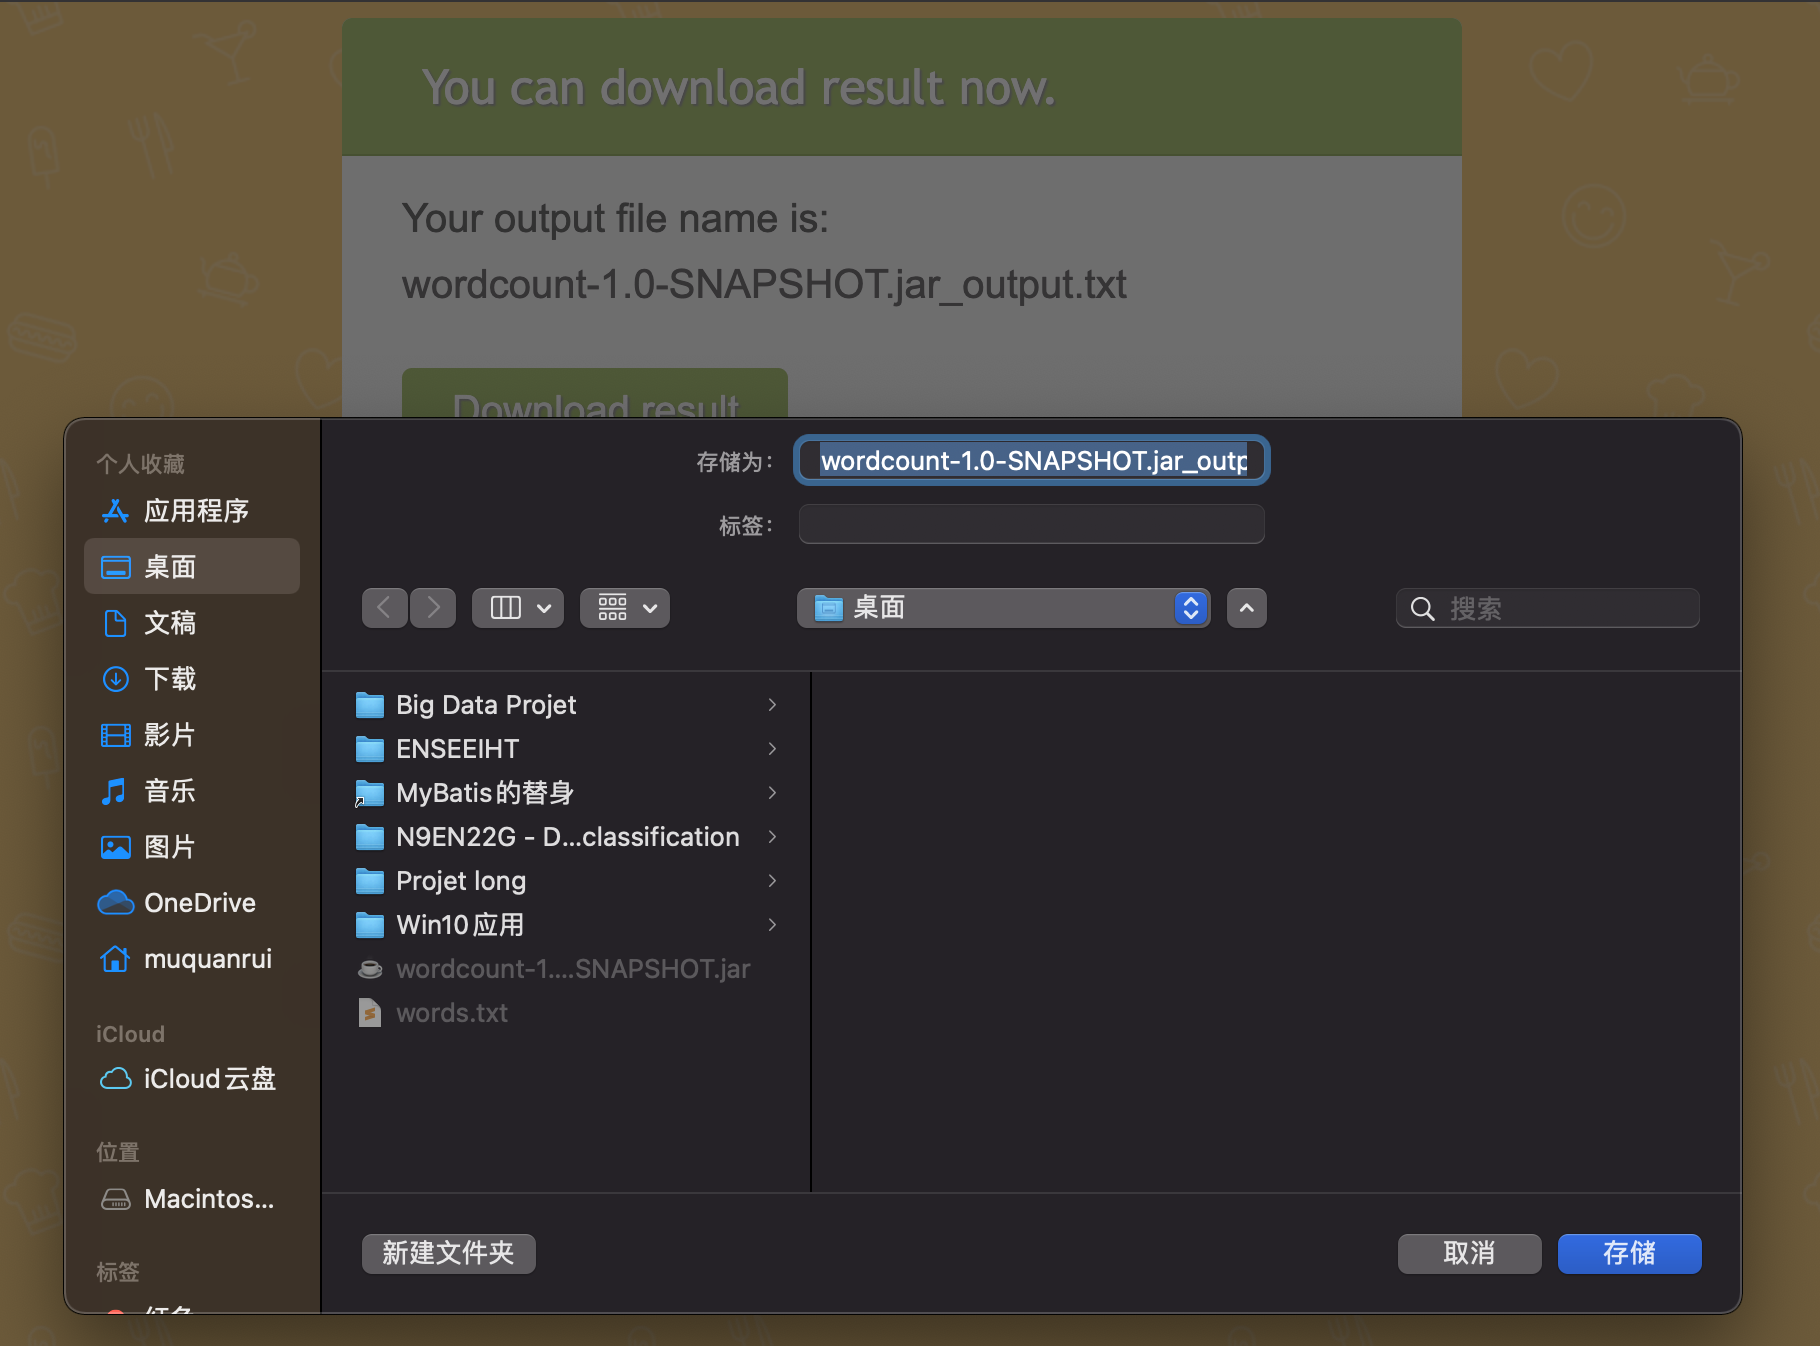 You can download result now.
Your output file name is:
wordcount-1.0-SNAPSHOT.jar_output.txt
Download result
个人收藏
应用程序
桌面
文稿
下载
影片
音乐
图片
OneDrive
muquanrui
iCloud
iCloud云盘
位置
Macintos...
标签
红色
存储为：
wordcount-1.0-SNAPSHOT.jar_outp
标签：
桌面
搜索
Big Data Projet
ENSEEIHT
MyBatis的替身
N9EN22G - D...classification
Projet long
Win10应用
wordcount-1....SNAPSHOT.jar
words.txt
新建文件夹
取消
存储